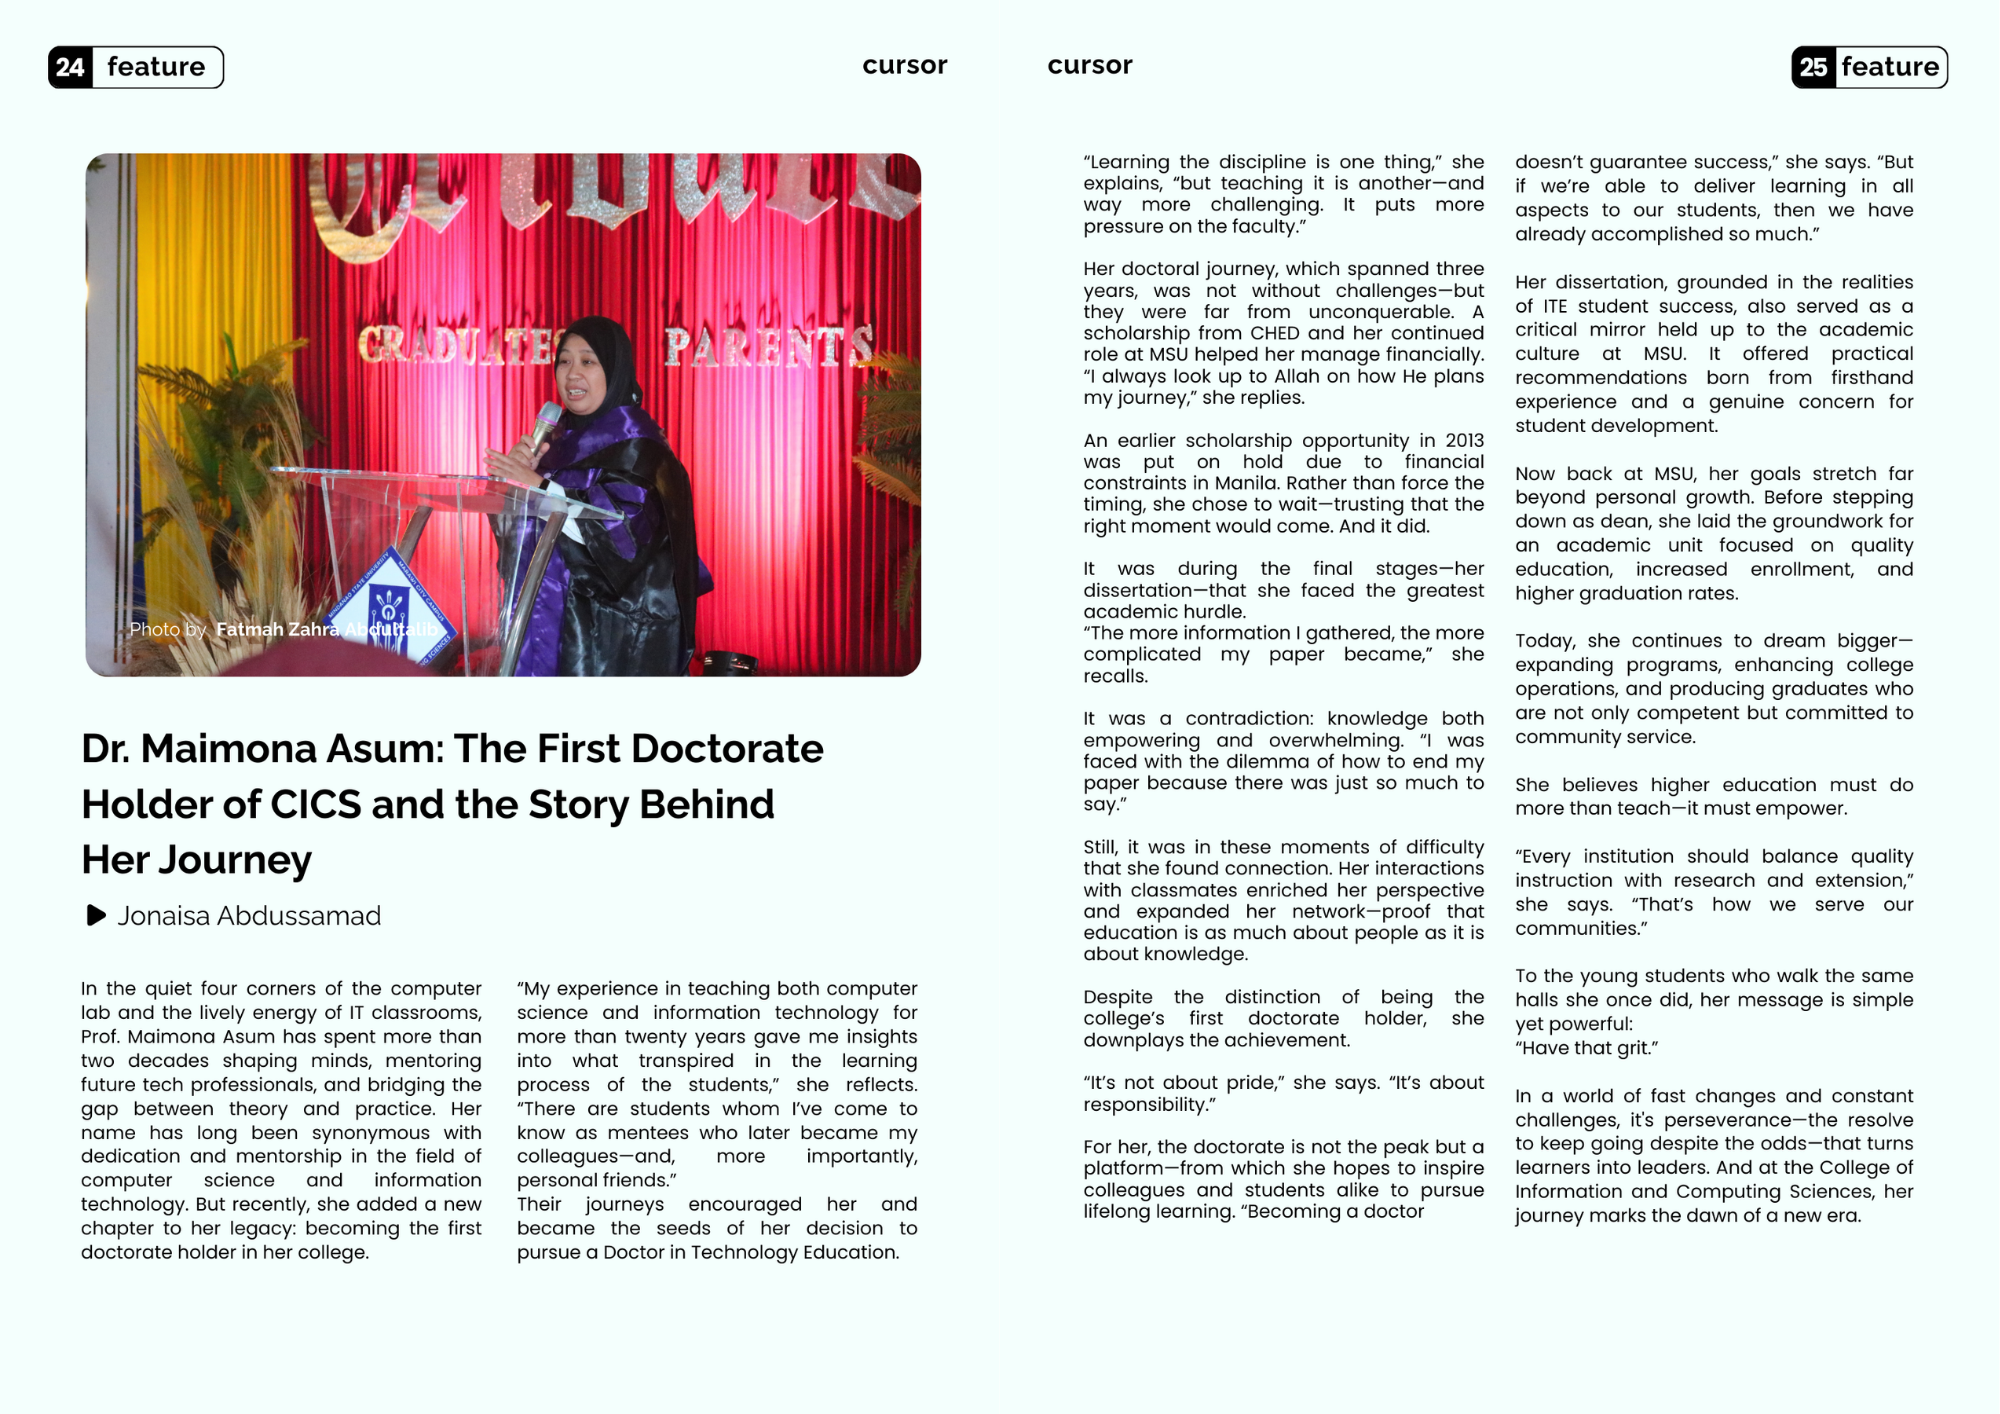 24 feature
cursor
GRADUATES PARENTS
MINDANAO STATE UNIVERSITY
Photo by Fatmah Zahra Abdultalib
Dr. Maimona Asum: The First Doctorate
Holder of CICS and the Story Behind
Her Journey
Jonaisa Abdussamad
In the quiet four corners of the computer
lab and the lively energy of IT classrooms,
Prof. Maimona Asum has spent more than
two decades shaping minds, mentoring
future tech professionals, and bridging the
gap between theory and practice. Her
name has long been synonymous with
dedication and mentorship in the field of
computer science and information
technology. But recently, she added a new
chapter to her legacy: becoming the first
doctorate holder in her college.
“My experience in teaching both computer
science and information technology for
more than twenty years gave me insights
into what transpired in the learning
process of the students,” she reflects.
“There are students whom I’ve come to
know as mentees who later became my
colleagues—and, more importantly,
personal friends.”
Their journeys encouraged her and
became the seeds of her decision to
pursue a Doctor in Technology Education.
cursor
25 feature
“Learning the discipline is one thing,” she
explains, “but teaching it is another—and
way more challenging. It puts more
pressure on the faculty.”
Her doctoral journey, which spanned three
years, was not without challenges—but
they were far from unconquerable. A
scholarship from CHED and her continued
role at MSU helped her manage financially.
“I always look up to Allah on how He plans
my journey,” she replies.
An earlier scholarship opportunity in 2013
was put on hold due to financial
constraints in Manila. Rather than force the
timing, she chose to wait—trusting that the
right moment would come. And it did.
It was during the final stages—her
dissertation—that she faced the greatest
academic hurdle.
“The more information I gathered, the more
complicated my paper became,” she
recalls.
It was a contradiction: knowledge both
empowering and overwhelming. “I was
faced with the dilemma of how to end my
paper because there was just so much to
say.”
Still, it was in these moments of difficulty
that she found connection. Her interactions
with classmates enriched her perspective
and expanded her network—proof that
education is as much about people as it is
about knowledge.
Despite the distinction of being the
college’s first doctorate holder, she
downplays the achievement.
“It’s not about pride,” she says. “It’s about
responsibility.”
For her, the doctorate is not the peak but a
platform—from which she hopes to inspire
colleagues and students alike to pursue
lifelong learning. “Becoming a doctor
doesn’t guarantee success,” she says. “But
if we’re able to deliver learning in all
aspects to our students, then we have
already accomplished so much.”
Her dissertation, grounded in the realities
of ITE student success, also served as a
critical mirror held up to the academic
culture at MSU. It offered practical
recommendations born from firsthand
experience and a genuine concern for
student development.
Now back at MSU, her goals stretch far
beyond personal growth. Before stepping
down as dean, she laid the groundwork for
an academic unit focused on quality
education, increased enrollment, and
higher graduation rates.
Today, she continues to dream bigger—
expanding programs, enhancing college
operations, and producing graduates who
are not only competent but committed to
community service.
She believes higher education must do
more than teach—it must empower.
“Every institution should balance quality
instruction with research and extension,”
she says. “That’s how we serve our
communities.”
To the young students who walk the same
halls she once did, her message is simple
yet powerful:
“Have that grit.”
In a world of fast changes and constant
challenges, it's perseverance—the resolve
to keep going despite the odds—that turns
learners into leaders. And at the College of
Information and Computing Sciences, her
journey marks the dawn of a new era.